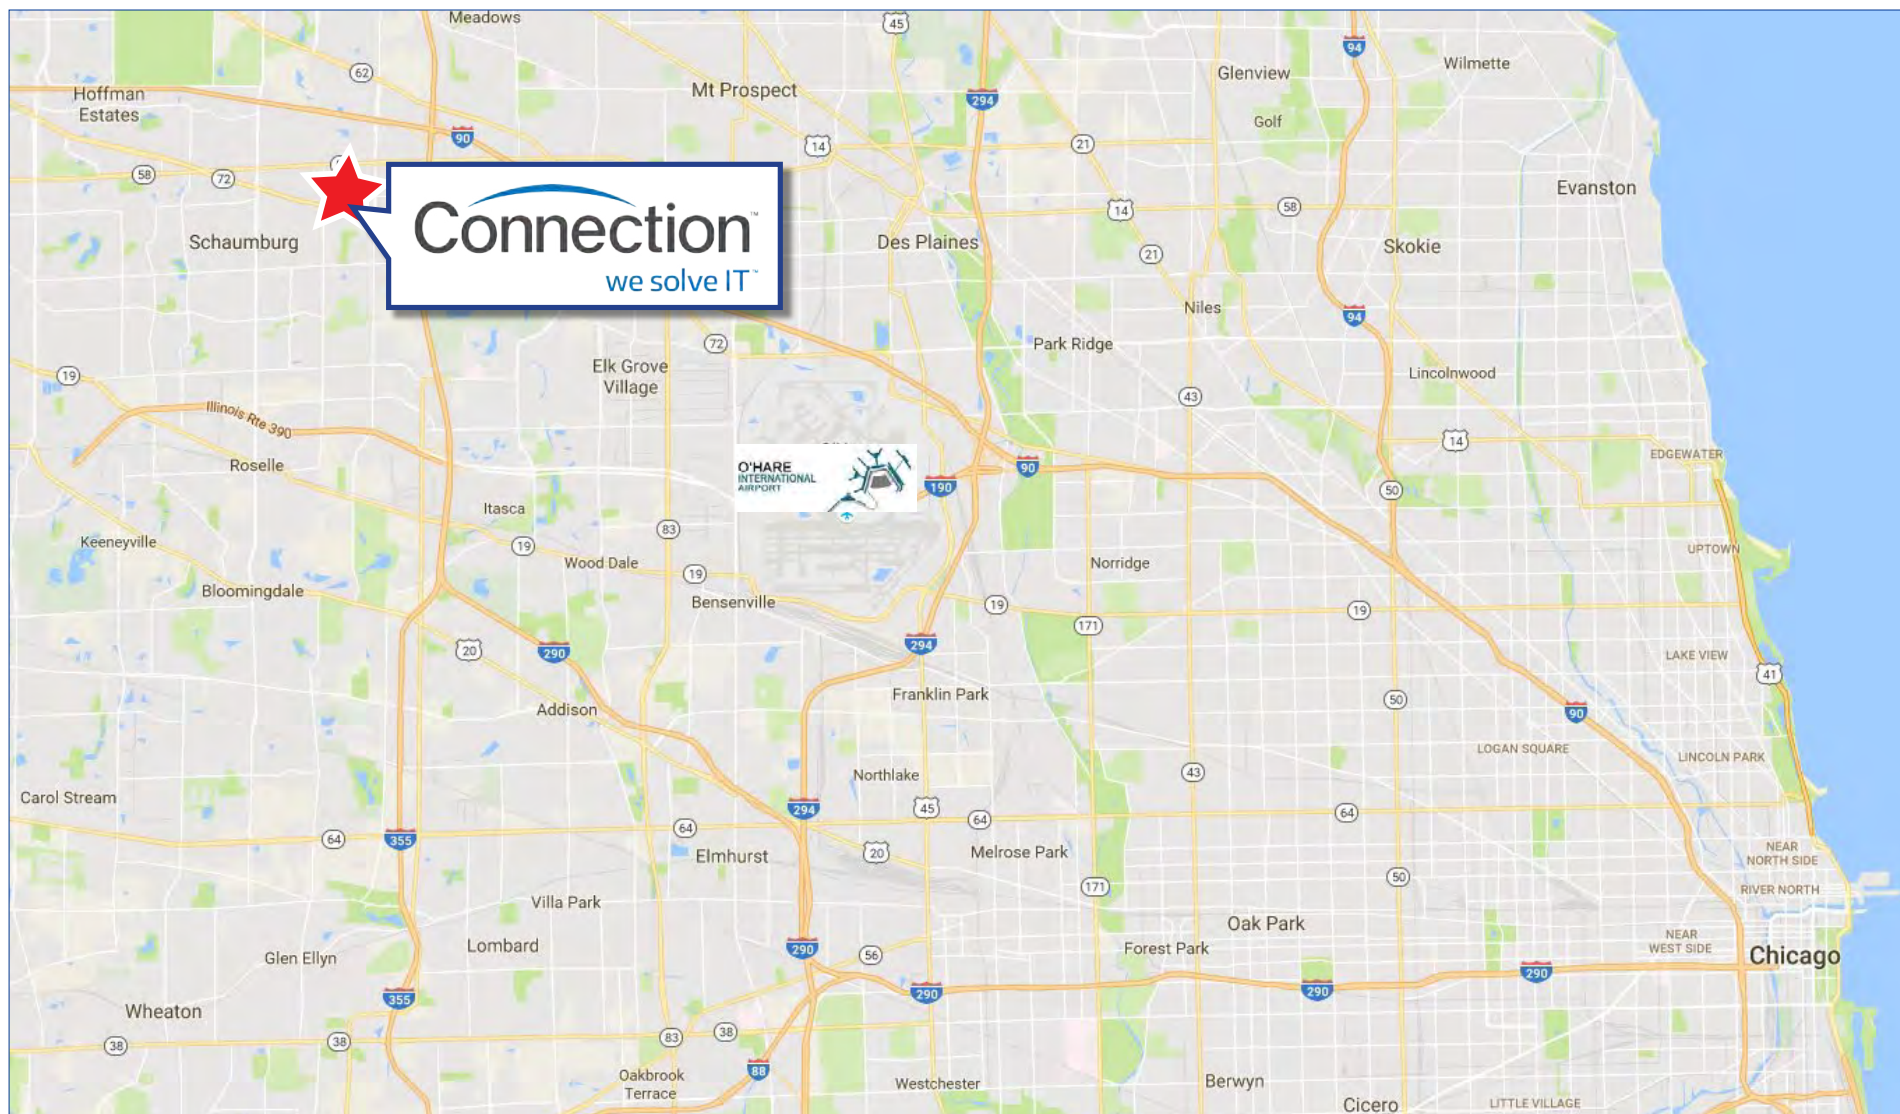 Meadows
45
94
Wilmette
Glenview
62
Mt Prospect
Hoffman
Estates
294
Golf
90
14
21
58
72
Evanston
Connection™
we solve IT™
14
58
Schaumburg
Des Plaines
21
Skokie
Niles
94
72
Park Ridge
Elk Grove
Village
19
Lincolnwood
43
Illinois Rte 390
14
EDGEWATER
Roselle
O'HARE
INTERNATIONAL
AIRPORT
90
190
50
Itasca
83
Keeneyville
19
UPTOWN
Wood Dale
19
Norridge
Bloomingdale
Bensenville
19
19
171
20
290
294
LAKE VIEW
41
Franklin Park
50
Addison
90
LOGAN SQUARE
LINCOLN PARK
Northlake
43
Carol Stream
294
45
64
64
64
355
64
Elmhurst
20
Melrose Park
NEAR
NORTH SIDE
50
171
RIVER NORTH
Villa Park
Oak Park
Lombard
290
56
Forest Park
NEAR
WEST SIDE
Chicago
Glen Ellyn
290
290
290
355
Wheaton
38
38
83
38
88
Oakbrook
Terrace
Westchester
Berwyn
Cicero
LITTLE VILLAGE